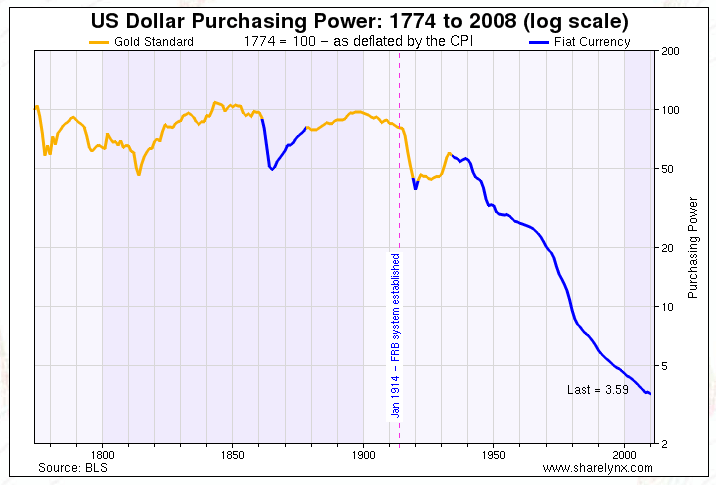 US Dollar Purchasing Power: 1774 to 2008 (log scale)
Gold Standard
1774 = 100 – as deflated by the CPI
Fiat Currency
200
100
50
20
10
5
2
Purchasing Power
Jan 1914 – FRB system established
Last = 3.59
1800
1850
1900
1950
2000
Source: BLS
www.sharelynx.com